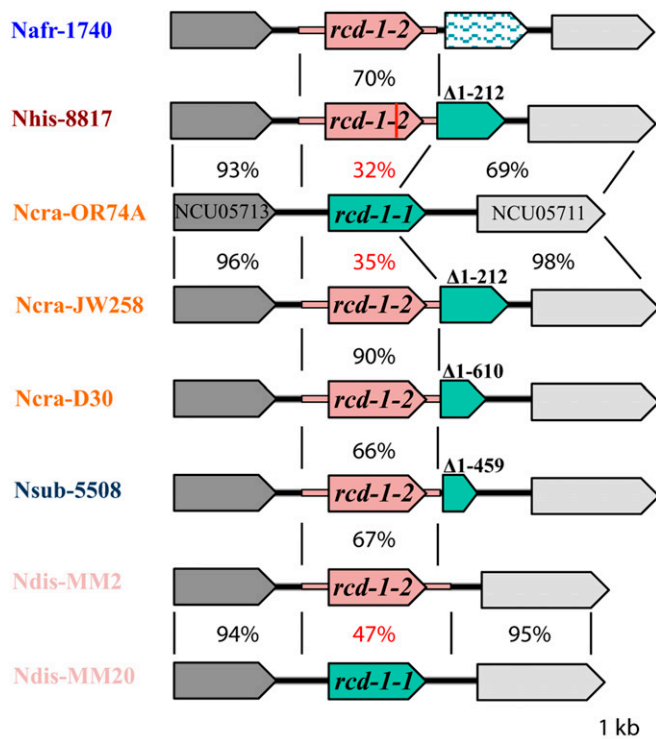 Nafr-1740 rcd-1-2
70%
Δ1-212
Nhis-8817 rcd-1-2
93% 32% 69%
Ncra-OR74A NCU05713 rcd-1-1 NCU05711
96% 35% 98%
Δ1-212
Ncra-JW258 rcd-1-2
90%
Δ1-610
Ncra-D30 rcd-1-2
66%
Δ1-459
Nsub-5508 rcd-1-2
67%
Ndis-MM2 rcd-1-2
94% 47% 95%
Ndis-MM20 rcd-1-1
1 kb